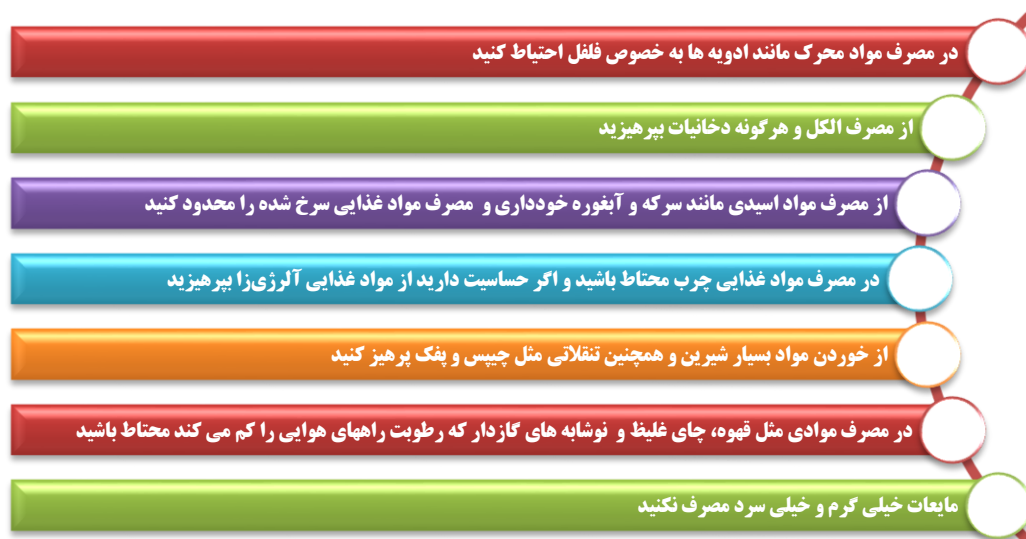 در مصرف مواد محرک مانند ادویه ها به خصوص فلفل احتیاط کنید
از مصرف الکل و هرگونه دخانیات بپرهیزید
از مصرف مواد اسیدی مانند سرکه و آبغوره خودداری و مصرف مواد غذایی سرخ شده را محدود کنید
در مصرف مواد غذایی چرب محتاط باشید و اگر حساسیت دارید از مواد غذایی آلرژی‌زا بپرهیزید
از خوردن مواد بسیار شیرین و همچنین تنقلاتی مثل چیپس و پفک پرهیز کنید
در مصرف موادی مثل قهوه، چای غلیظ و نوشابه های گازدار که رطوبت راههای هوایی را کم می کند محتاط باشید
مایعات خیلی گرم و خیلی سرد مصرف نکنید